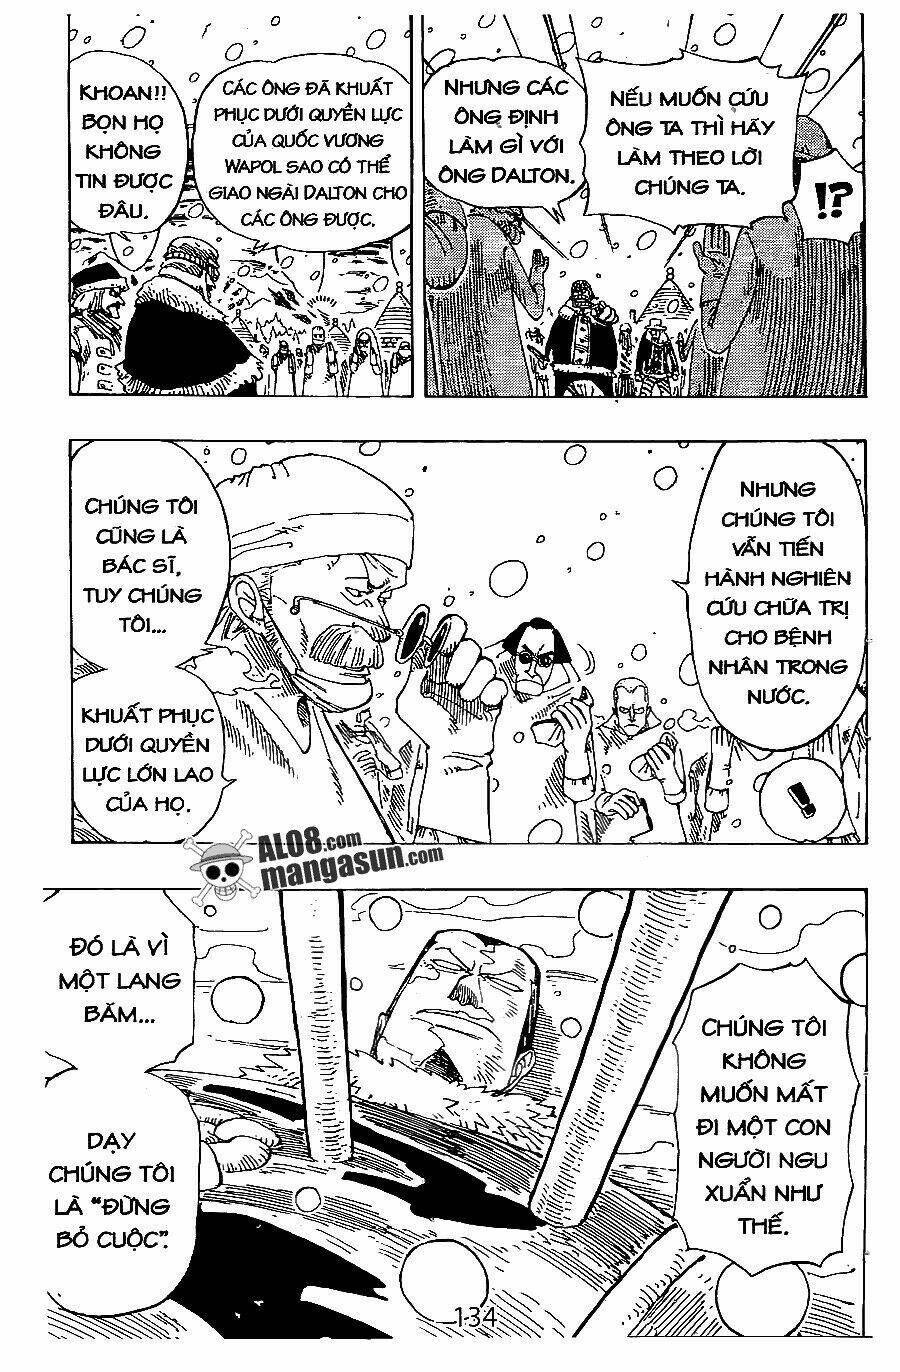 KHOAN!!
BỌN HỌ
KHÔNG
TIN ĐƯỢC
ĐÂU.
CÁC ÔNG ĐÃ KHUẤT
PHỤC DƯỚI QUYỀN LỰC
CỦA QUỐC VƯƠNG
WAPOL SAO CÓ THỂ
GIAO NGÀI DALTON CHO
CÁC ÔNG ĐƯỢC.
NHƯNG CÁC
ÔNG ĐỊNH
LÀM GÌ VỚI
ÔNG DALTON.
NẾU MUỐN CỨU
ÔNG TA THÌ HÃY
LÀM THEO LỜI
CHÚNG TA.
!?
CHÚNG TÔI
CŨNG LÀ
BÁC SĨ,
TUY CHÚNG
TÔI...
KHUẤT PHỤC
DƯỚI QUYỀN
LỰC LỚN LAO
CỦA HỌ.
NHƯNG
CHÚNG TÔI
VẪN TIẾN
HÀNH NGHIÊN
CỨU CHỮA TRỊ
CHO BỆNH
NHÂN TRONG
NƯỚC.
!
AL08.com
mangasun.com
ĐÓ LÀ VÌ
MỘT LANG
BĂM...
DẠY
CHÚNG TÔI
LÀ "ĐỪNG
BỎ CUỘC".
CHÚNG TÔI
KHÔNG
MUỐN MẤT
ĐI MỘT CON
NGƯỜI NGU
XUẨN NHƯ
THẾ.
134